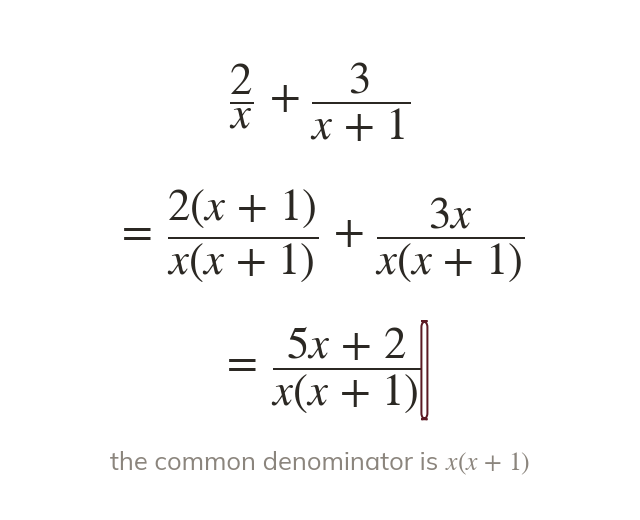 2/x + 3/(x + 1)
= 2(x + 1)/x(x + 1) + 3x/x(x + 1)
= 5x + 2/x(x + 1)
the common denominator is x(x + 1)